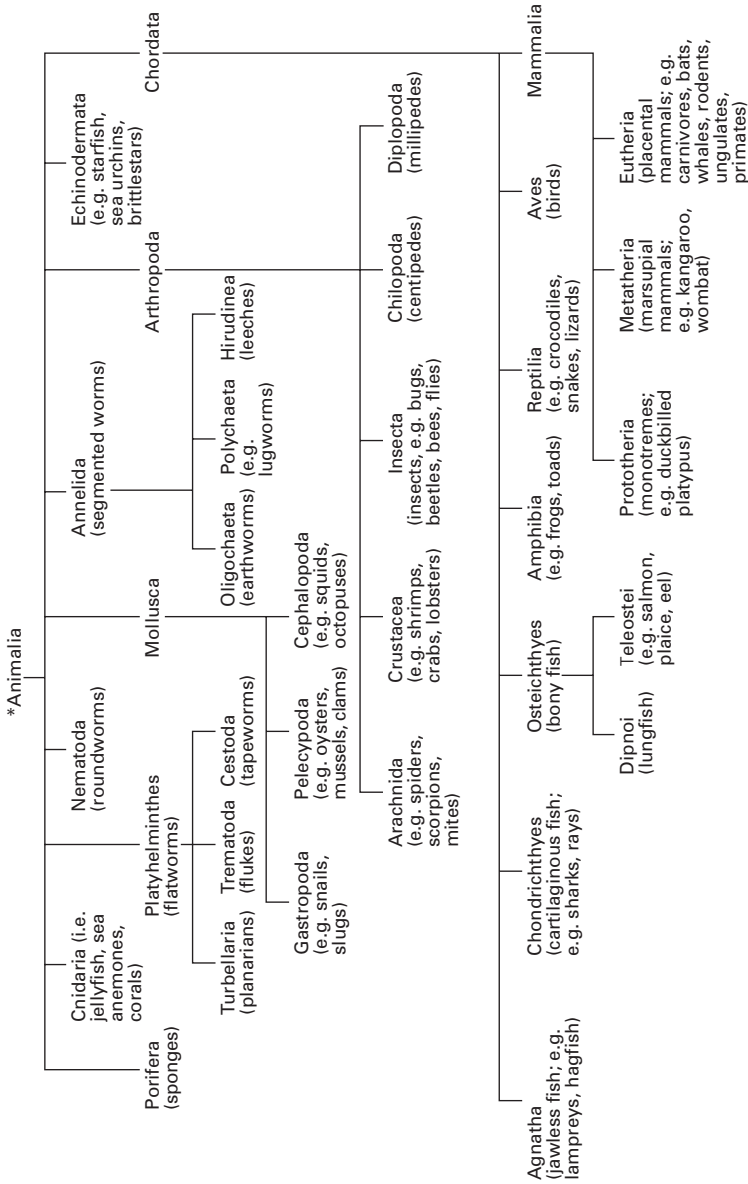 *Animalia
Porifera
(sponges)
Cnidaria (i.e.
jellyfish, sea
anemones,
corals)
Platyhelminthes
(flatworms)
Nematoda
(roundworms)
Mollusca
Annelida
(segmented worms)
Arthropoda
Echinodermata
(e.g. starfish,
sea urchins,
brittlestars)
Chordata
Turbellaria
(planarians)
Trematoda
(flukes)
Cestoda
(tapeworms)
Oligochaeta
(earthworms)
Polychaeta
(e.g.
lugworms)
Hirudinea
(leeches)
Gastropoda
(e.g. snails,
slugs)
Pelecypoda
(e.g. oysters,
mussels, clams)
Cephalopoda
(e.g. squids,
octopuses)
Arachnida
(e.g. spiders,
scorpions,
mites)
Crustacea
(e.g. shrimps,
crabs, lobsters)
Insecta
(insects, e.g. bugs,
beetles, bees, flies)
Chilopoda
(centipedes)
Diplopoda
(millipedes)
Agnatha
(jawless fish; e.g.
lampreys, hagfish)
Chondrichthyes
(cartilaginous fish;
e.g. sharks, rays)
Osteichthyes
(bony fish)
Amphibia
(e.g. frogs, toads)
Reptilia
(e.g. crocodiles,
snakes, lizards)
Aves
(birds)
Mammalia
Dipnoi
(lungfish)
Teleostei
(e.g. salmon,
plaice, eel)
Prototheria
(monotremes;
e.g. duckbilled
platypus)
Metatheria
(marsupial
mammals;
e.g. kangaroo,
wombat)
Eutheria
(placental
mammals; e.g.
carnivores, bats,
whales, rodents,
ungulates,
primates)